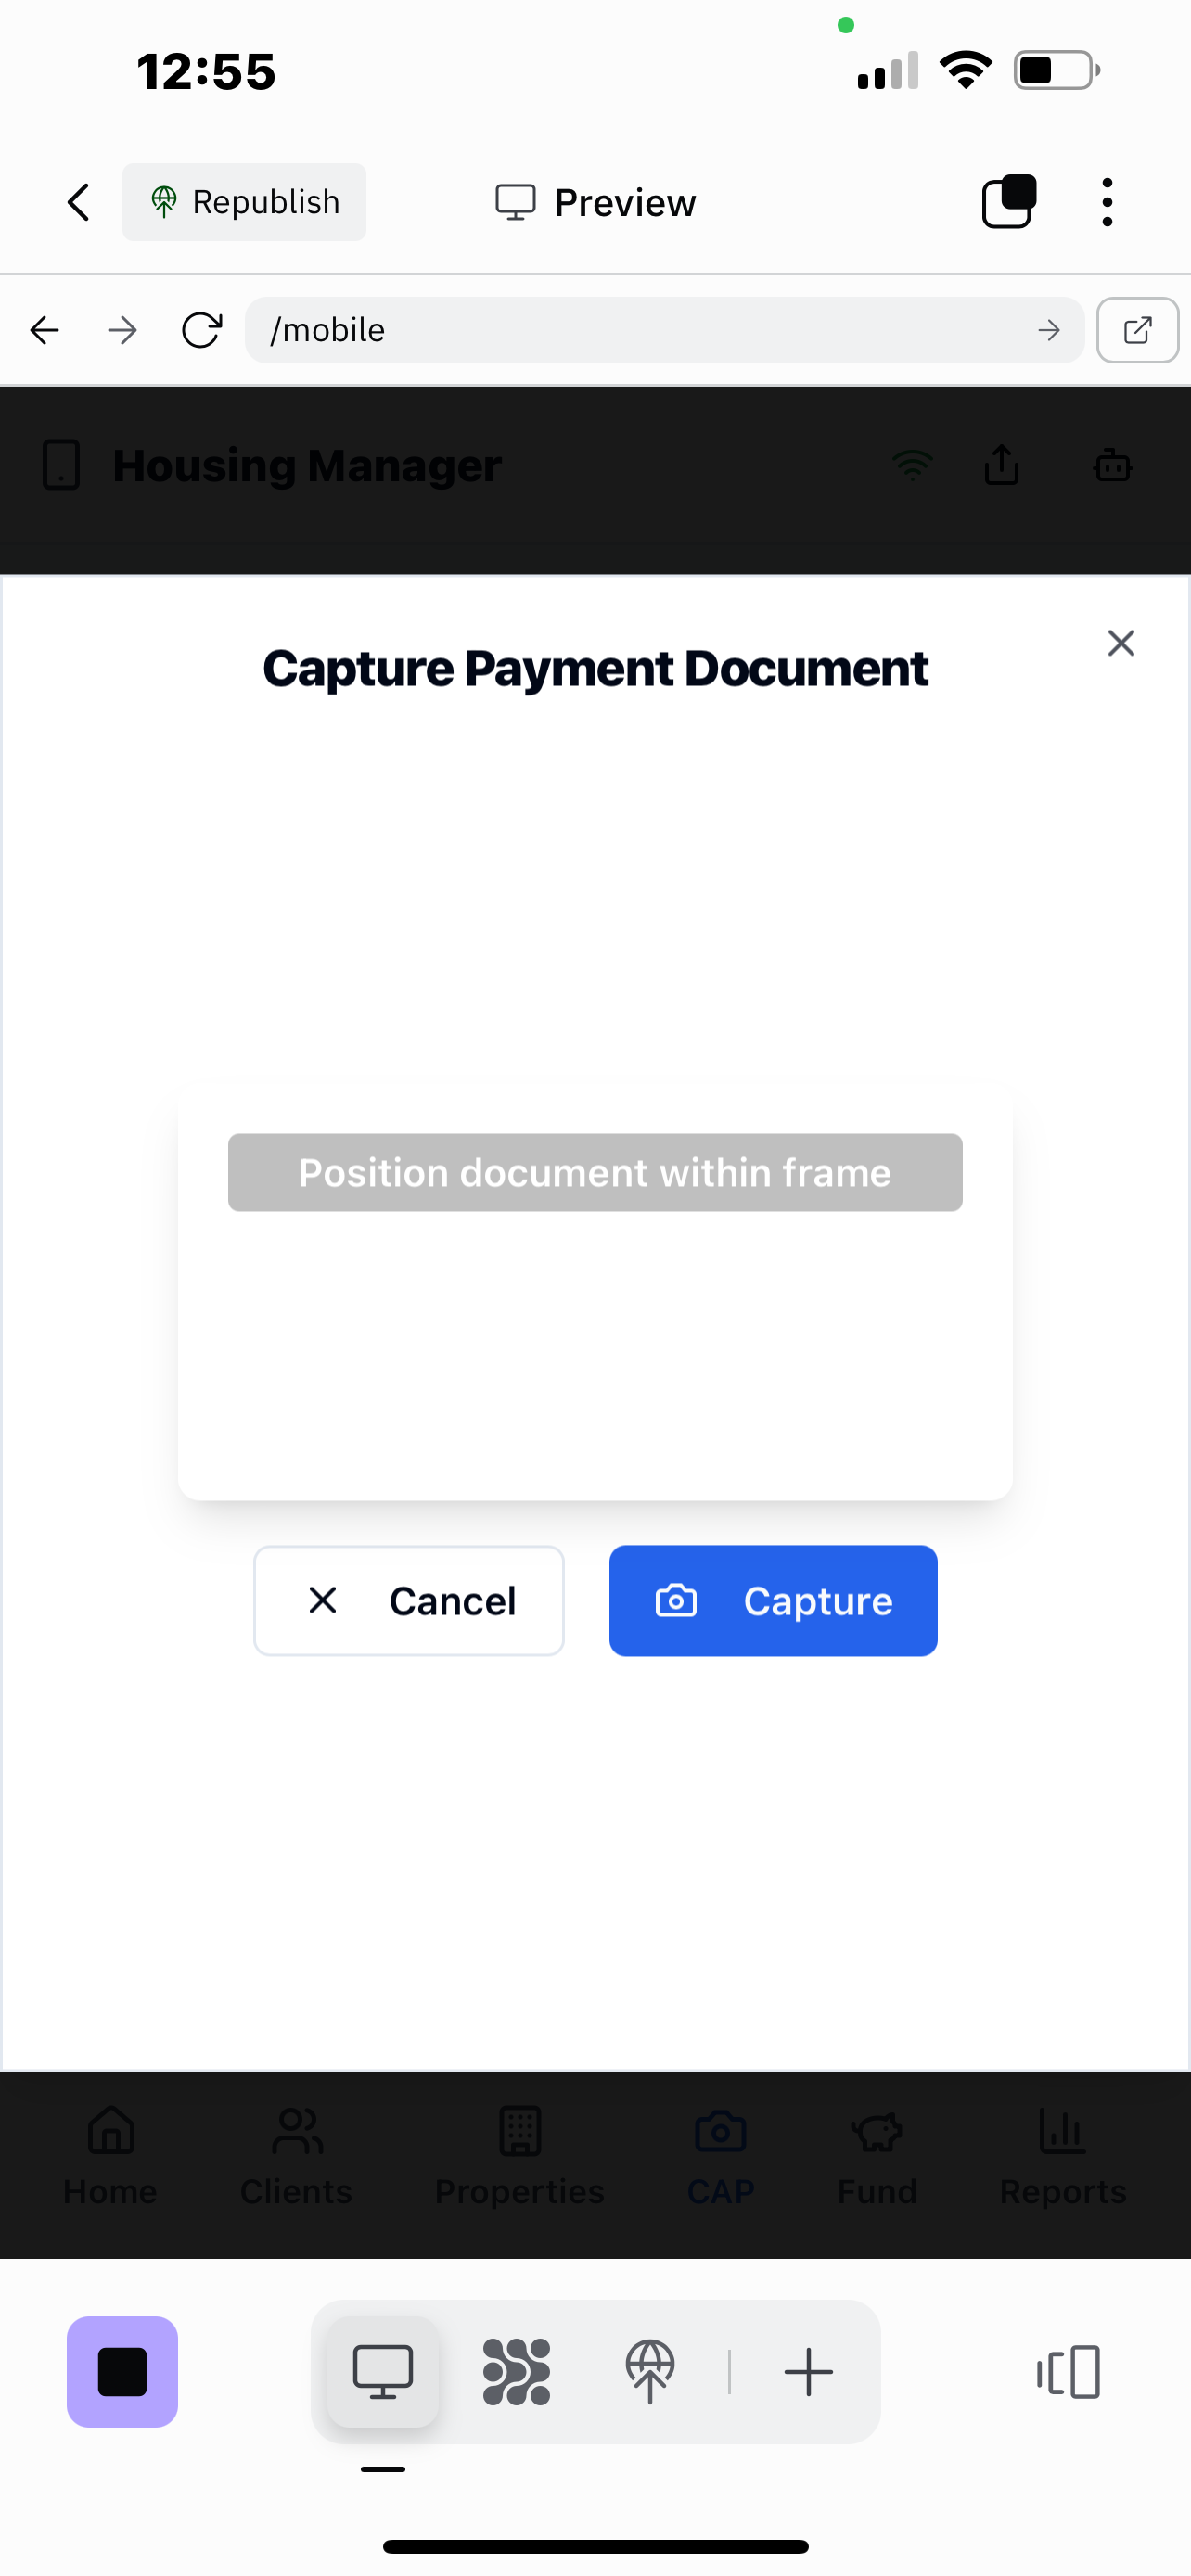 12:55
Republish
Preview
/mobile
Housing Manager
Capture Payment Document
Position document within frame
Cancel
Capture
Home Clients Properties CAP Fund Reports